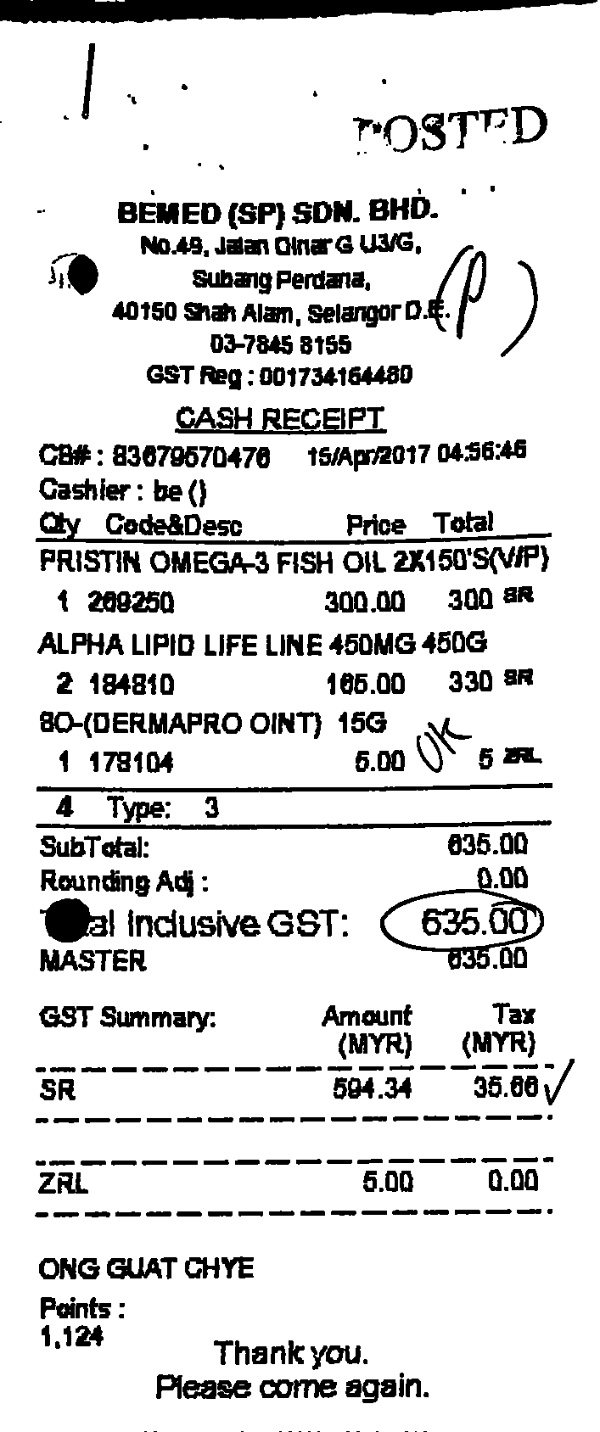 POSTED
BEMED (SP) SDN. BHD.
No.49, Jalan Dinar G U3/G,
Subang Perdana,
40150 Shah Alam, Selangor D.E.
(P)
03-7845 8155
GST Reg : 001734164480
CASH RECEIPT
CB# : 83679570476 15/Apr/2017 04:56:46
Cashier : be ()
Qty Code&Desc Price Total
PRISTIN OMEGA-3 FISH OIL 2X150'S(V/P)
1 269250 300.00 300 SR
ALPHA LIPID LIFE LINE 450MG 450G
2 184810 165.00 330 SR
SO-(DERMAPRO OINT) 15G
1 178104 5.00 OK 5 ZRL
4 Type: 3
SubTotal: 635.00
Rounding Adj : 0.00
Total Inclusive GST: 635.00
MASTER 635.00
GST Summary: Amount (MYR) Tax (MYR)
SR 594.34 35.66
ZRL 5.00 0.00
ONG GUAT CHYE
Points :
1,124
Thank you.
Please come again.